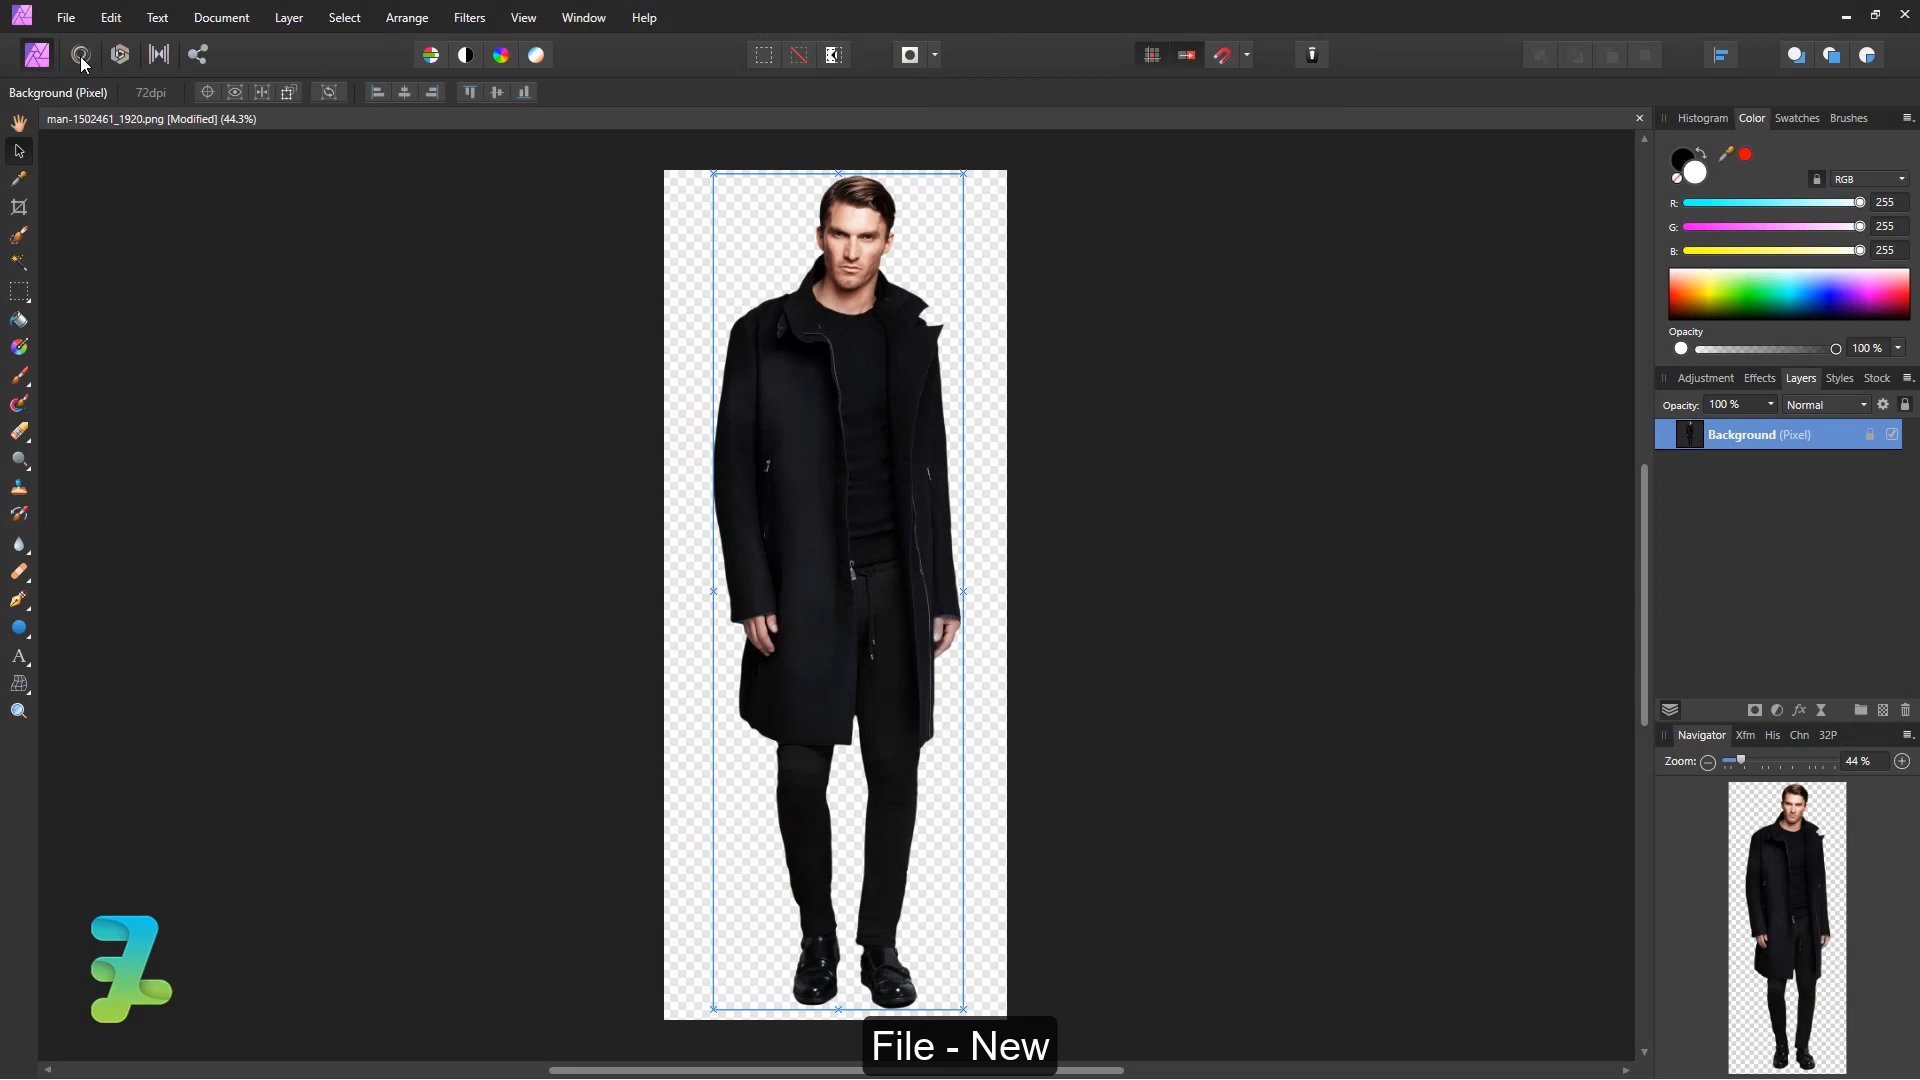 File Edit Text Document Layer Select Arrange Filters View Window Help
Background (Pixel) 72dpi
man-1502461_1920.png [Modified] (44.3%)
Histogram Color Swatches Brushes
RGB
R: 255
G: 255
B: 255
Opacity
100 %
Adjustment Effects Layers Styles Stock
Opacity: 100 % Normal
Background (Pixel)
fx
Navigator Xfm His Chn 32P
Zoom: 44 %
A
File - New